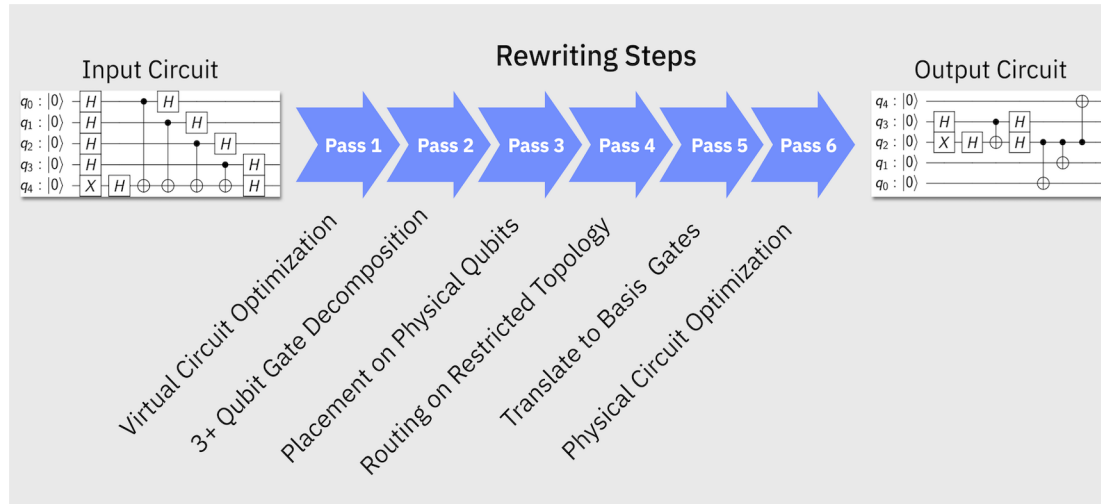 Rewriting Steps
Input Circuit
Output Circuit
q₀ : |0⟩ H H
q₁ : |0⟩ H H
q₂ : |0⟩ H H
q₃ : |0⟩ H H
q₄ : |0⟩ X H H
Pass 1
Pass 2
Pass 3
Pass 4
Pass 5
Pass 6
q₄ : |0⟩
q₃ : |0⟩ H H
q₂ : |0⟩ X H H
q₁ : |0⟩
q₀ : |0⟩
Virtual Circuit Optimization
3+ Qubit Gate Decomposition
Placement on Physical Qubits
Routing on Restricted Topology
Translate to Basis Gates
Physical Circuit Optimization